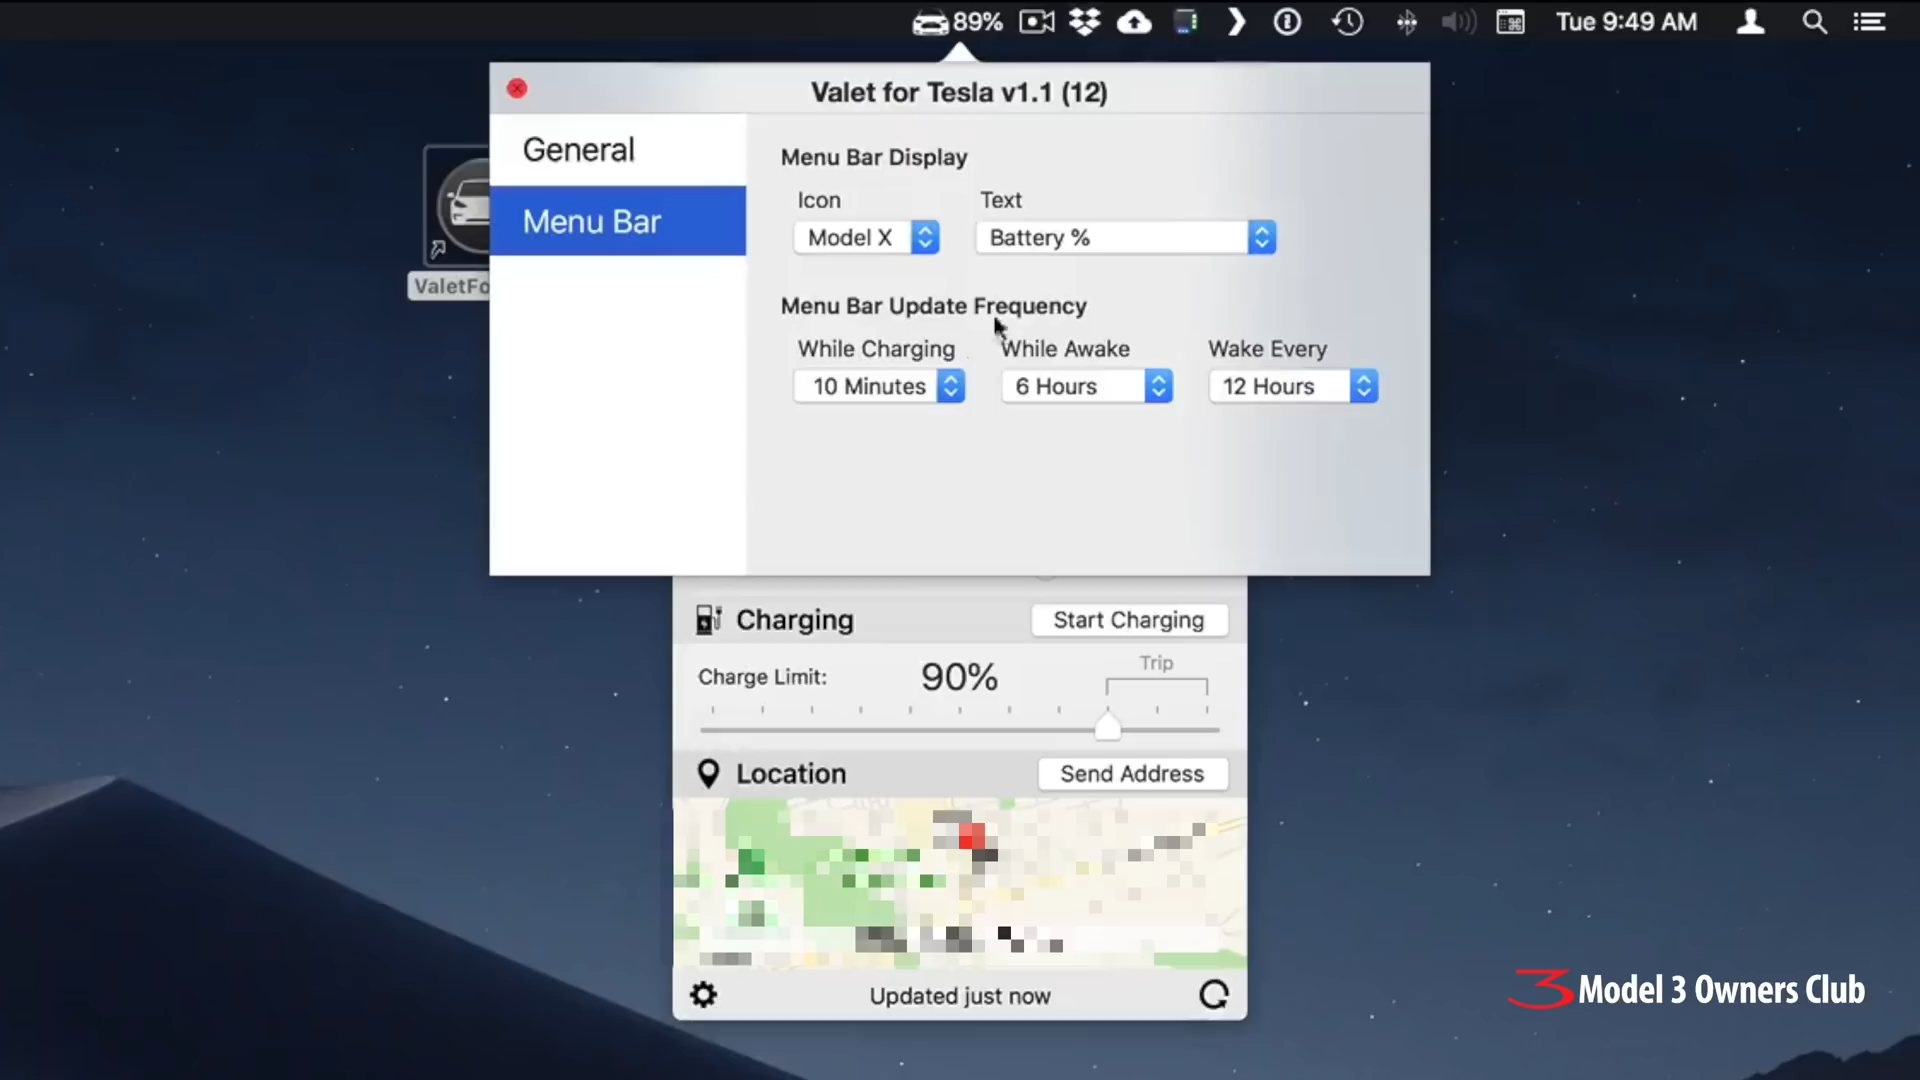 89%
Tue 9:49 AM
Valet for Tesla v1.1 (12)
General
Menu Bar
ValetFo
Menu Bar Display
Icon
Text
Model X
Battery %
Menu Bar Update Frequency
While Charging
While Awake
Wake Every
10 Minutes
6 Hours
12 Hours
Charging
Start Charging
Charge Limit:
90%
Trip
Location
Send Address
Updated just now
3 Model 3 Owners Club